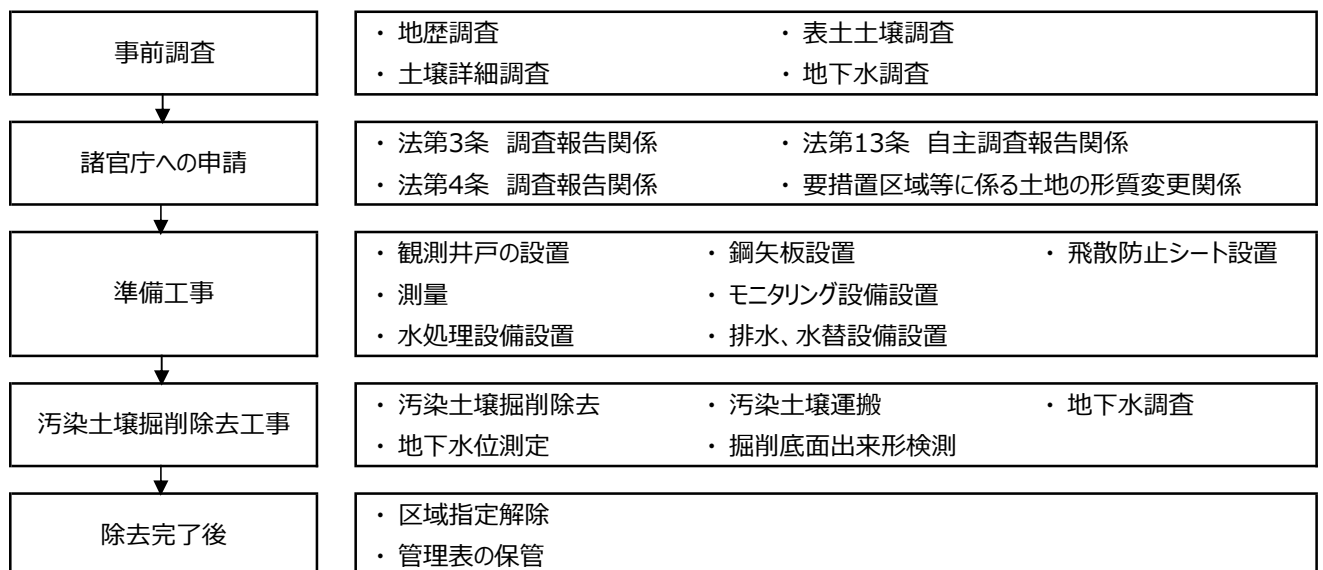 事前調査
・ 地歴調査 ・ 表土土壌調査
・ 土壌詳細調査 ・ 地下水調査
諸官庁への申請
・ 法第3条 調査報告関係 ・ 法第13条 自主調査報告関係
・ 法第4条 調査報告関係 ・ 要措置区域等に係る土地の形質変更関係
準備工事
・ 観測井戸の設置 ・ 鋼矢板設置 ・ 飛散防止シート設置
・ 測量 ・ モニタリング設備設置
・ 水処理設備設置 ・ 排水、水替設備設置
汚染土壌掘削除去工事
・ 汚染土壌掘削除去 ・ 汚染土壌運搬 ・ 地下水調査
・ 地下水位測定 ・ 掘削底面出来形検測
除去完了後
・ 区域指定解除
・ 管理表の保管